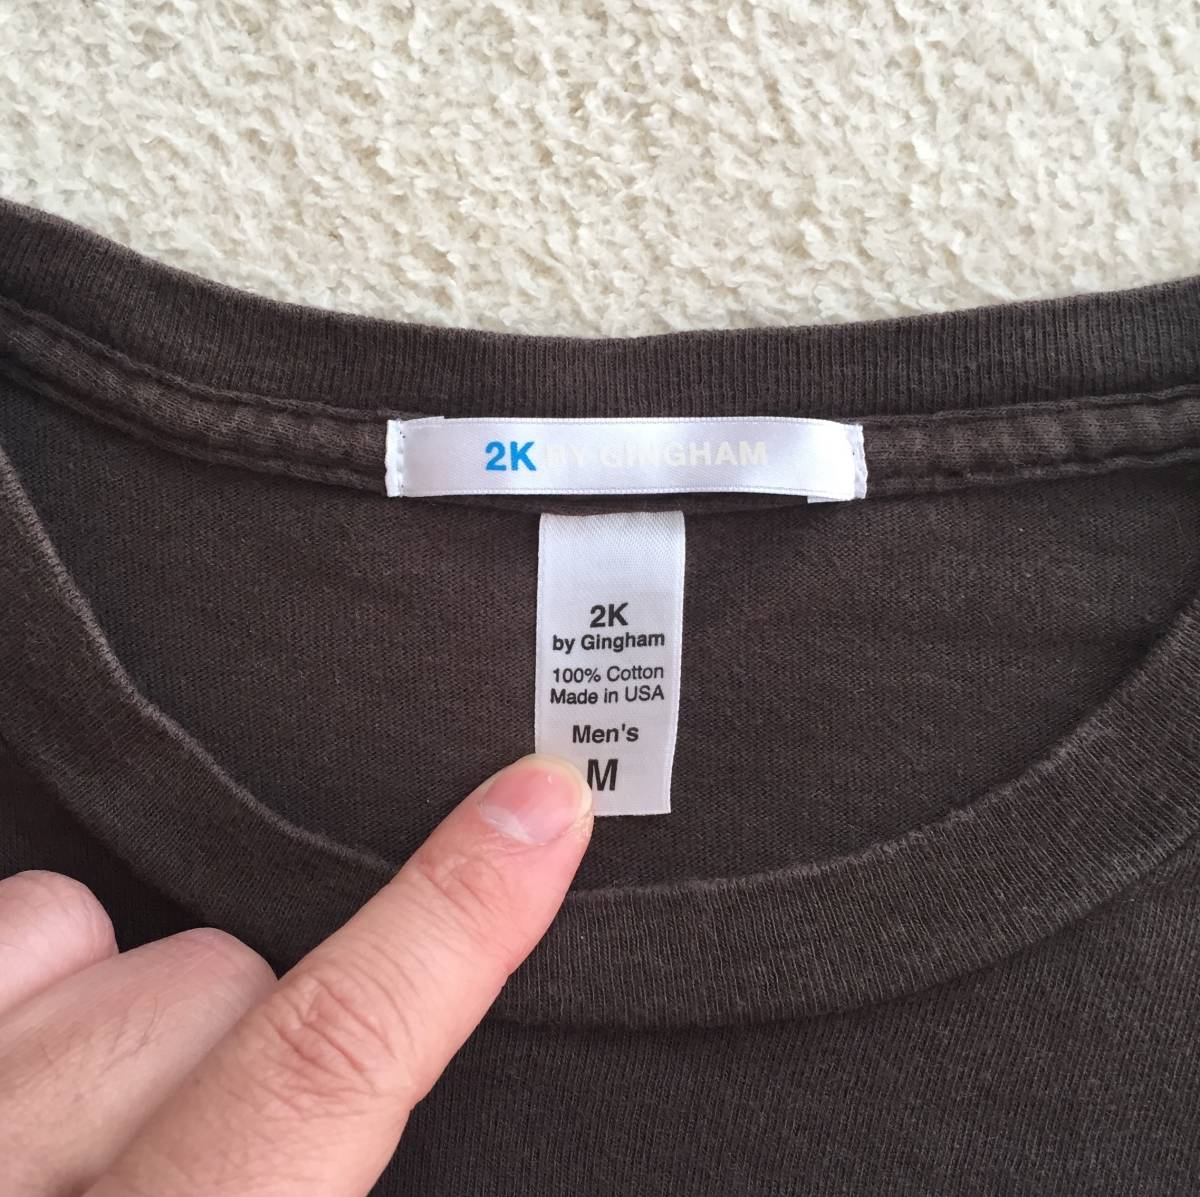 2K BY GINGHAM
2K
by Gingham
100% Cotton
Made in USA
Men's
M